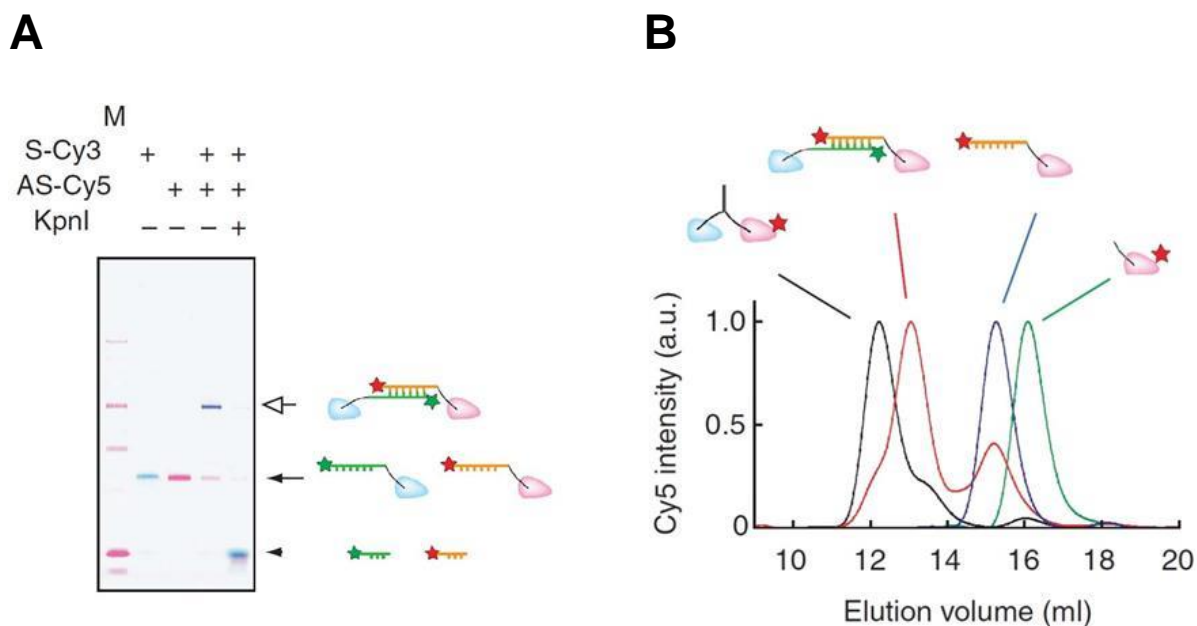 A
M
S-Cy3 + + +
AS-Cy5 + + +
KpnI − − − +
B
Cy5 intensity (a.u.)
1.0
0.5
0
10 12 14 16 18 20
Elution volume (ml)